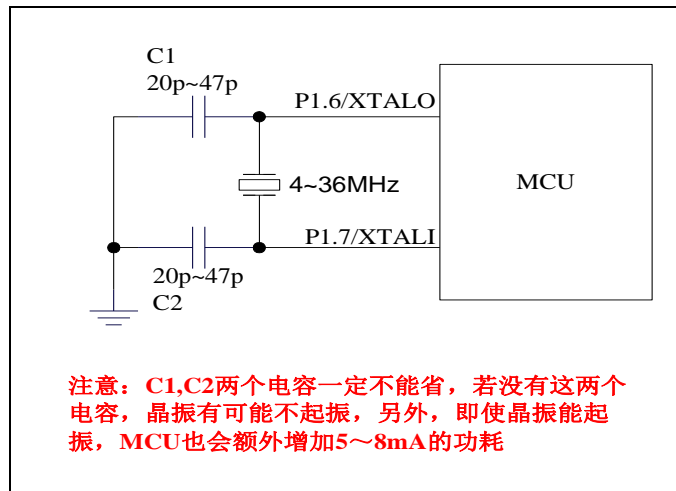 C1
20p~47p
P1.6/XTALO
4~36MHz
MCU
P1.7/XTALI
20p~47p
C2
注意：C1,C2两个电容一定不能省，若没有这两个
电容，晶振有可能不起振，另外，即使晶振能起
振，MCU也会额外增加5～8mA的功耗